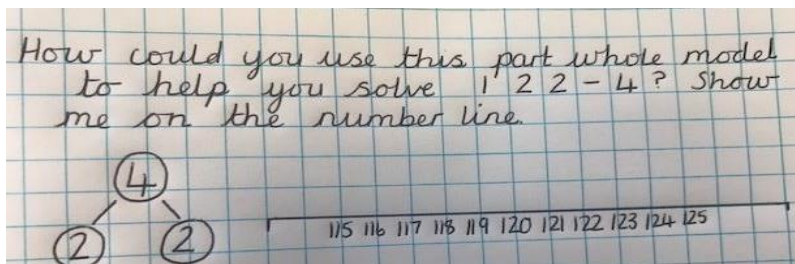 How could you use this part whole model
to help you solve 122-4? Show
me on the number line.
4
2 2
115 116 117 118 119 120 121 122 123 124 125